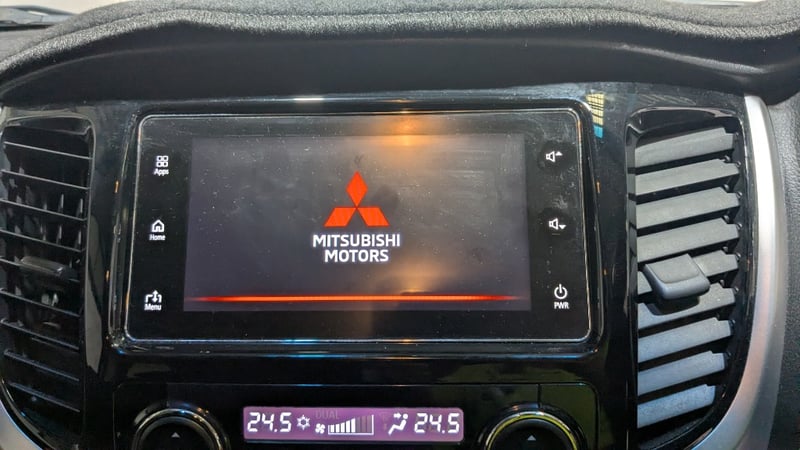 Apps
Home
Menu
MITSUBISHI
MOTORS
PWR
DUAL
24.5
24.5